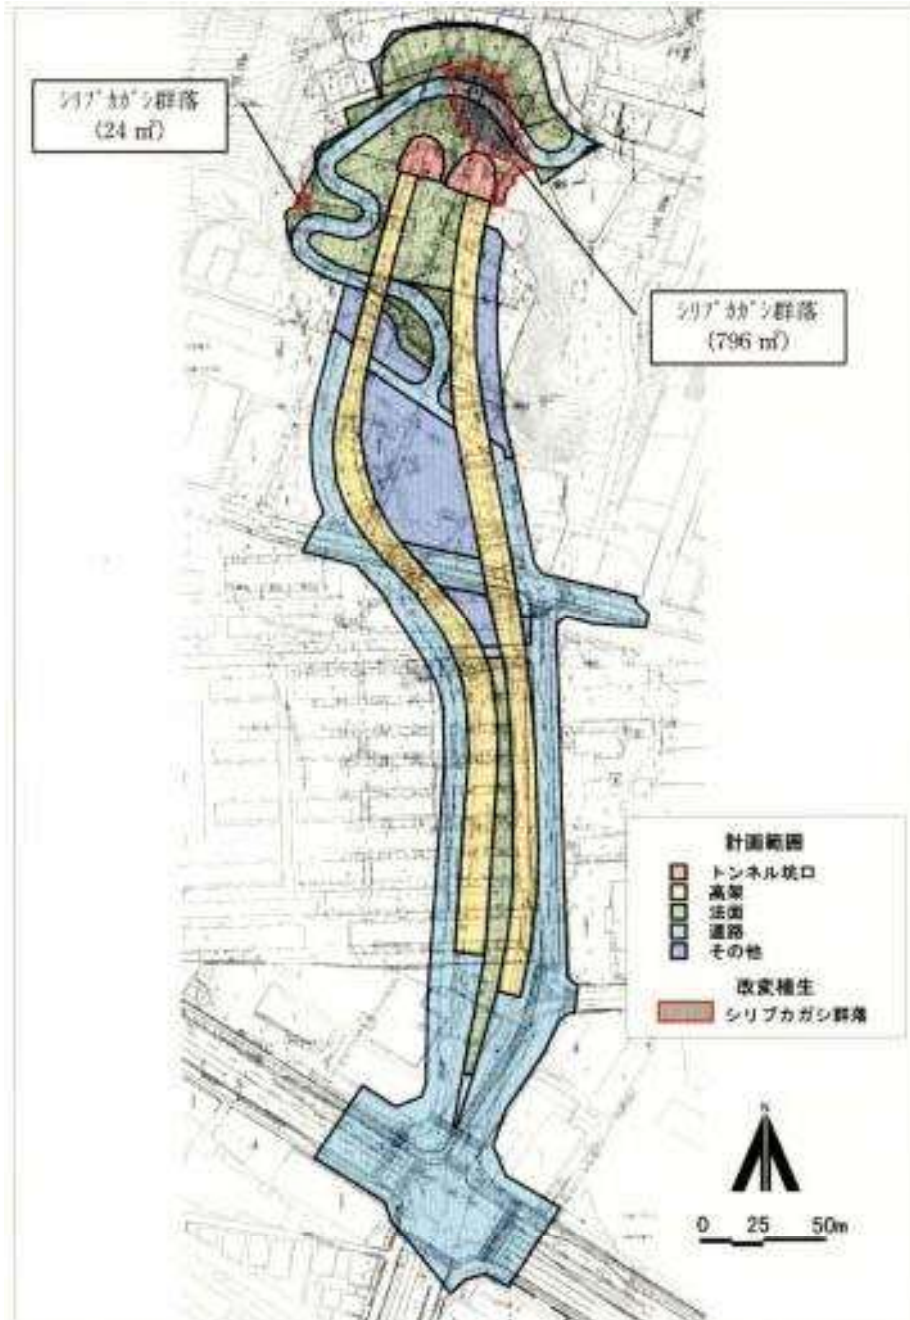 シリブカガシ群落
(24 ㎡)
シリブカガシ群落
(796 ㎡)
計画範囲
トンネル坑口
高架
法面
道路
その他
改変植生
シリブカガシ群落
N
0 25 50m